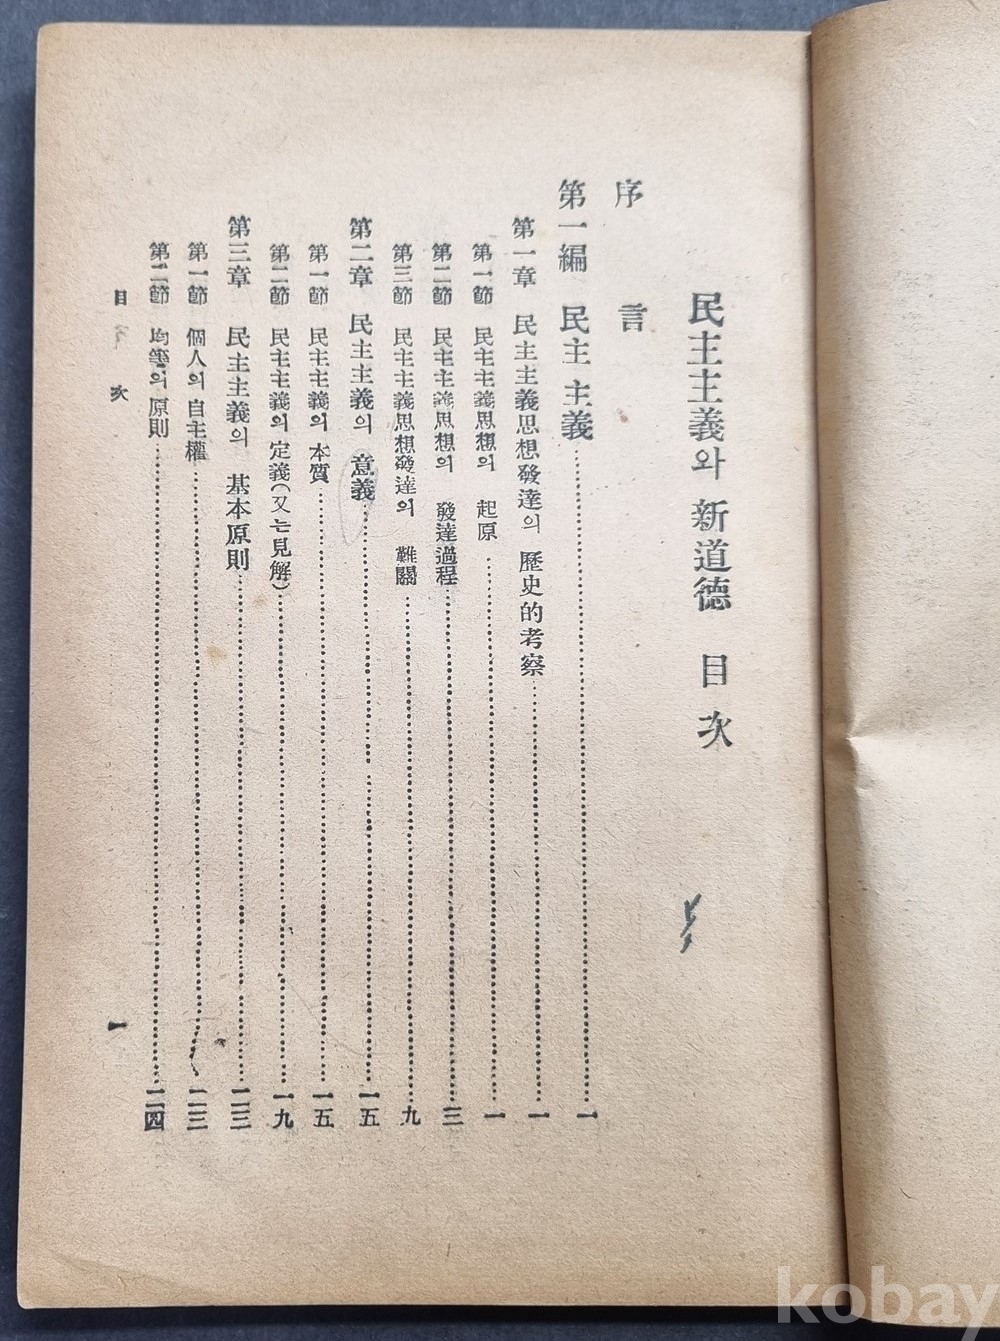 民主主義와 新道德 目次
序言
第一編 民主主義 一
第一章 民主主義思想發達의 歷史的考察 一
第一節 民主主義思想의 起原 一
第二節 民主主義思想의 發達過程 三
第三節 民主主義思想發達의 難關 九
第二章 民主主義의 意義 一五
第一節 民主主義의 本質 一五
第二節 民主主義의 定義(又는見解) 一九
第三章 民主主義의 基本原則 二三
第一節 個人의 自主權 二三
第二節 均等의 原則 二四
目次 一
kobay